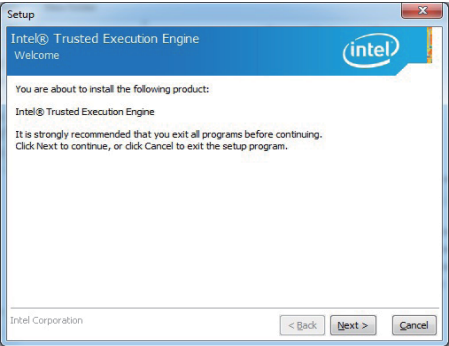 Setup
Intel® Trusted Execution Engine
Welcome
intel
You are about to install the following product:
Intel® Trusted Execution Engine
It is strongly recommended that you exit all programs before continuing.
Click Next to continue, or click Cancel to exit the setup program.
Intel Corporation
< Back
Next >
Cancel